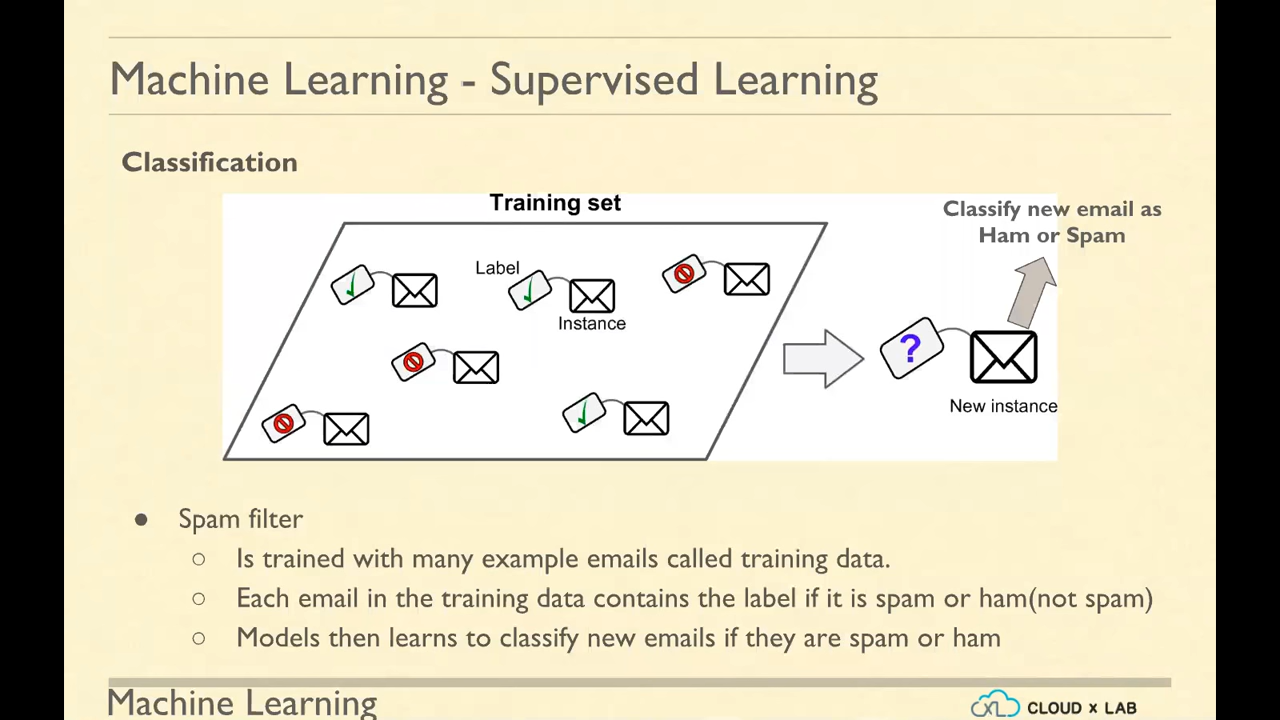 Machine Learning - Supervised Learning
Classification
Training set
Classify new email as
Ham or Spam
Label
Instance
?
New instance
● Spam filter
○ Is trained with many example emails called training data.
○ Each email in the training data contains the label if it is spam or ham(not spam)
○ Models then learns to classify new emails if they are spam or ham
Machine Learning
CLOUD x LAB